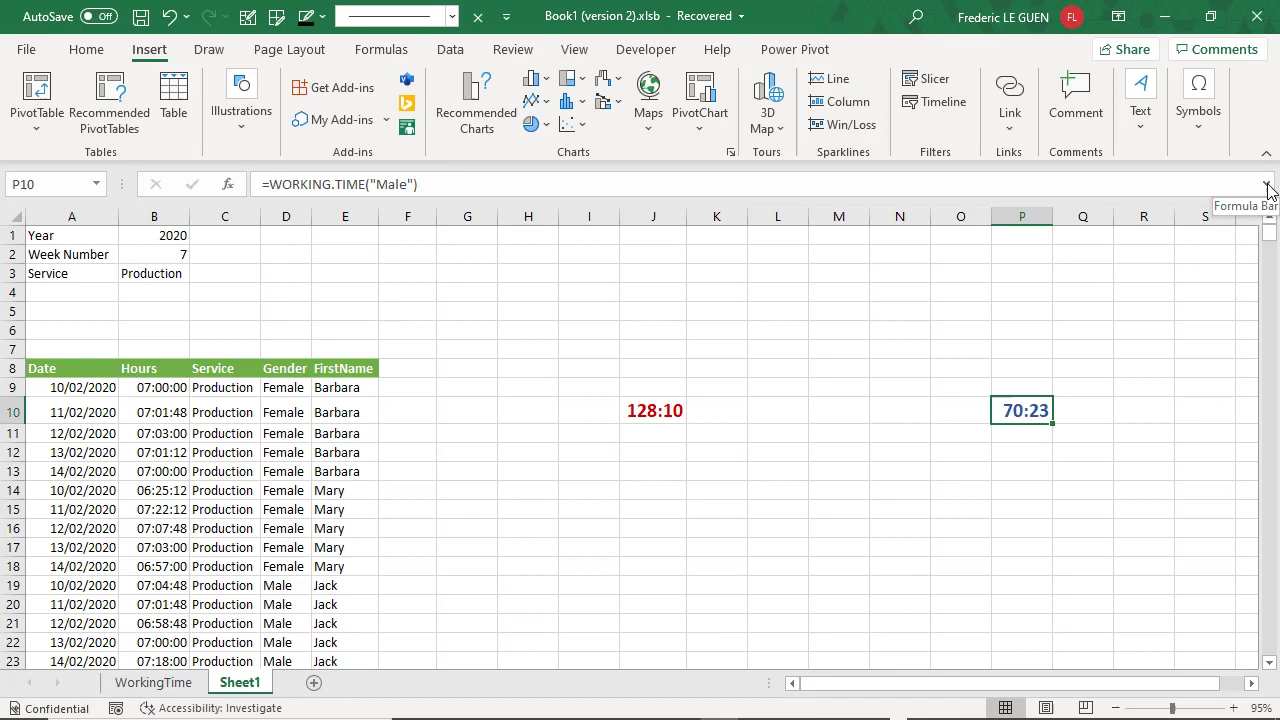 AutoSave Off Book1 (version 2).xlsb - Recovered Frederic LE GUEN FL
File Home Insert Draw Page Layout Formulas Data Review View Developer Help Power Pivot Share Comments
PivotTable Recommended PivotTables Table Illustrations Get Add-ins My Add-ins Recommended Charts Maps PivotChart 3D Map Line Column Win/Loss Slicer Timeline Link Comment Text Symbols
Tables Add-ins Charts Tours Sparklines Filters Links Comments
P10 fx =WORKING.TIME("Male")
Formula Bar
A B C D E F G H I J K L M N O P Q R S
1 Year 2020
2 Week Number 7
3 Service Production
4
5
6
7
8 Date Hours Service Gender FirstName
9 10/02/2020 07:00:00 Production Female Barbara
10 11/02/2020 07:01:48 Production Female Barbara 128:10 70:23
11 12/02/2020 07:03:00 Production Female Barbara
12 13/02/2020 07:01:12 Production Female Barbara
13 14/02/2020 07:00:00 Production Female Barbara
14 10/02/2020 06:25:12 Production Female Mary
15 11/02/2020 07:22:12 Production Female Mary
16 12/02/2020 07:07:48 Production Female Mary
17 13/02/2020 07:03:00 Production Female Mary
18 14/02/2020 06:57:00 Production Female Mary
19 10/02/2020 07:04:48 Production Male Jack
20 11/02/2020 07:01:48 Production Male Jack
21 12/02/2020 06:58:48 Production Male Jack
22 13/02/2020 07:00:00 Production Male Jack
23 14/02/2020 07:18:00 Production Male Jack
WorkingTime Sheet1
Confidential Accessibility: Investigate 95%